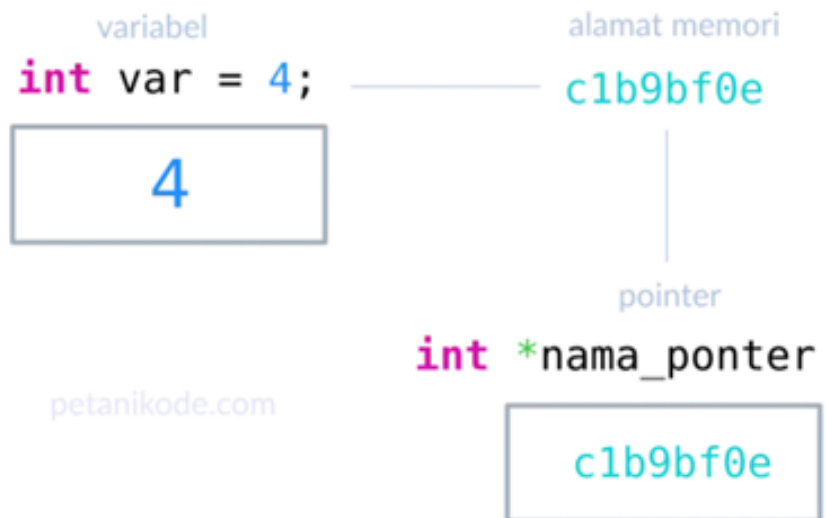 variabel
int var = 4;
4
alamat memori
c1b9bf0e
pointer
int *nama_ponter
c1b9bf0e
petanikode.com